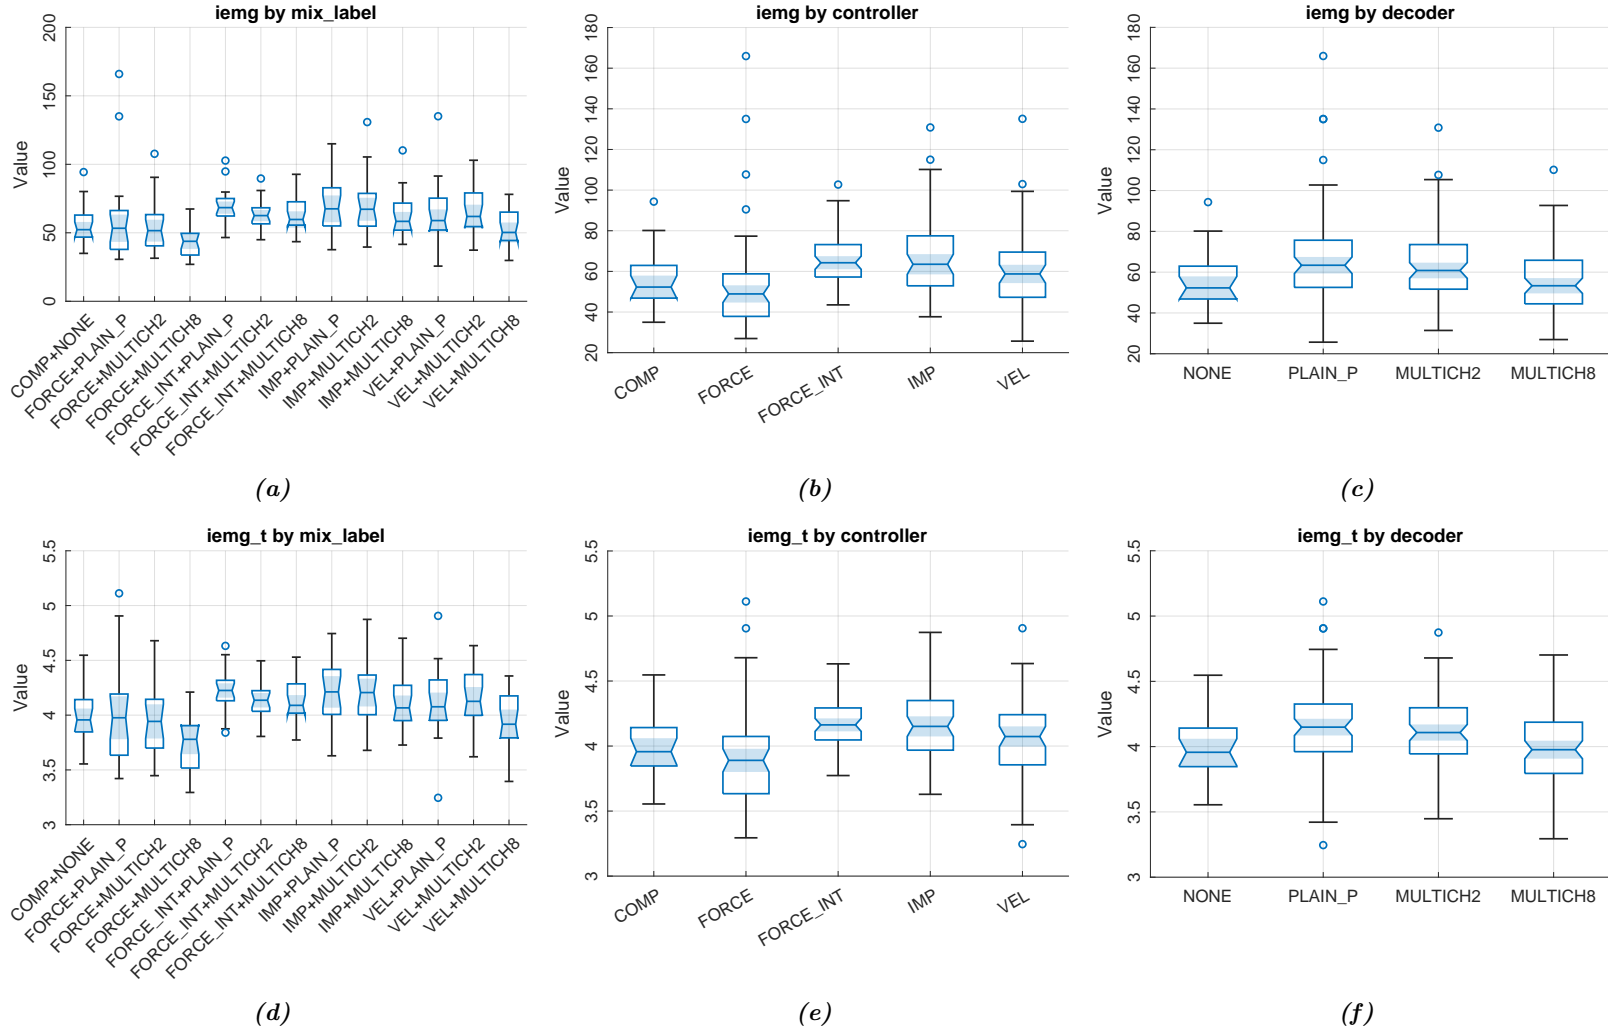 iemg by mix_label
Value
0
50
100
150
200
COMP+NONE
FORCE+PLAIN_P
FORCE+MULTICH2
FORCE+MULTICH8
FORCE_INT+PLAIN_P
FORCE_INT+MULTICH2
FORCE_INT+MULTICH8
IMP+PLAIN_P
IMP+MULTICH2
IMP+MULTICH8
VEL+PLAIN_P
VEL+MULTICH2
VEL+MULTICH8
(a)
iemg by controller
Value
20
40
60
80
100
120
140
160
180
COMP
FORCE
FORCE_INT
IMP
VEL
(b)
iemg by decoder
Value
20
40
60
80
100
120
140
160
180
NONE
PLAIN_P
MULTICH2
MULTICH8
(c)
iemg_t by mix_label
Value
3
3.5
4
4.5
5
5.5
COMP+NONE
FORCE+PLAIN_P
FORCE+MULTICH2
FORCE+MULTICH8
FORCE_INT+PLAIN_P
FORCE_INT+MULTICH2
FORCE_INT+MULTICH8
IMP+PLAIN_P
IMP+MULTICH2
IMP+MULTICH8
VEL+PLAIN_P
VEL+MULTICH2
VEL+MULTICH8
(d)
iemg_t by controller
Value
3
3.5
4
4.5
5
5.5
COMP
FORCE
FORCE_INT
IMP
VEL
(e)
iemg_t by decoder
Value
3
3.5
4
4.5
5
5.5
NONE
PLAIN_P
MULTICH2
MULTICH8
(f)